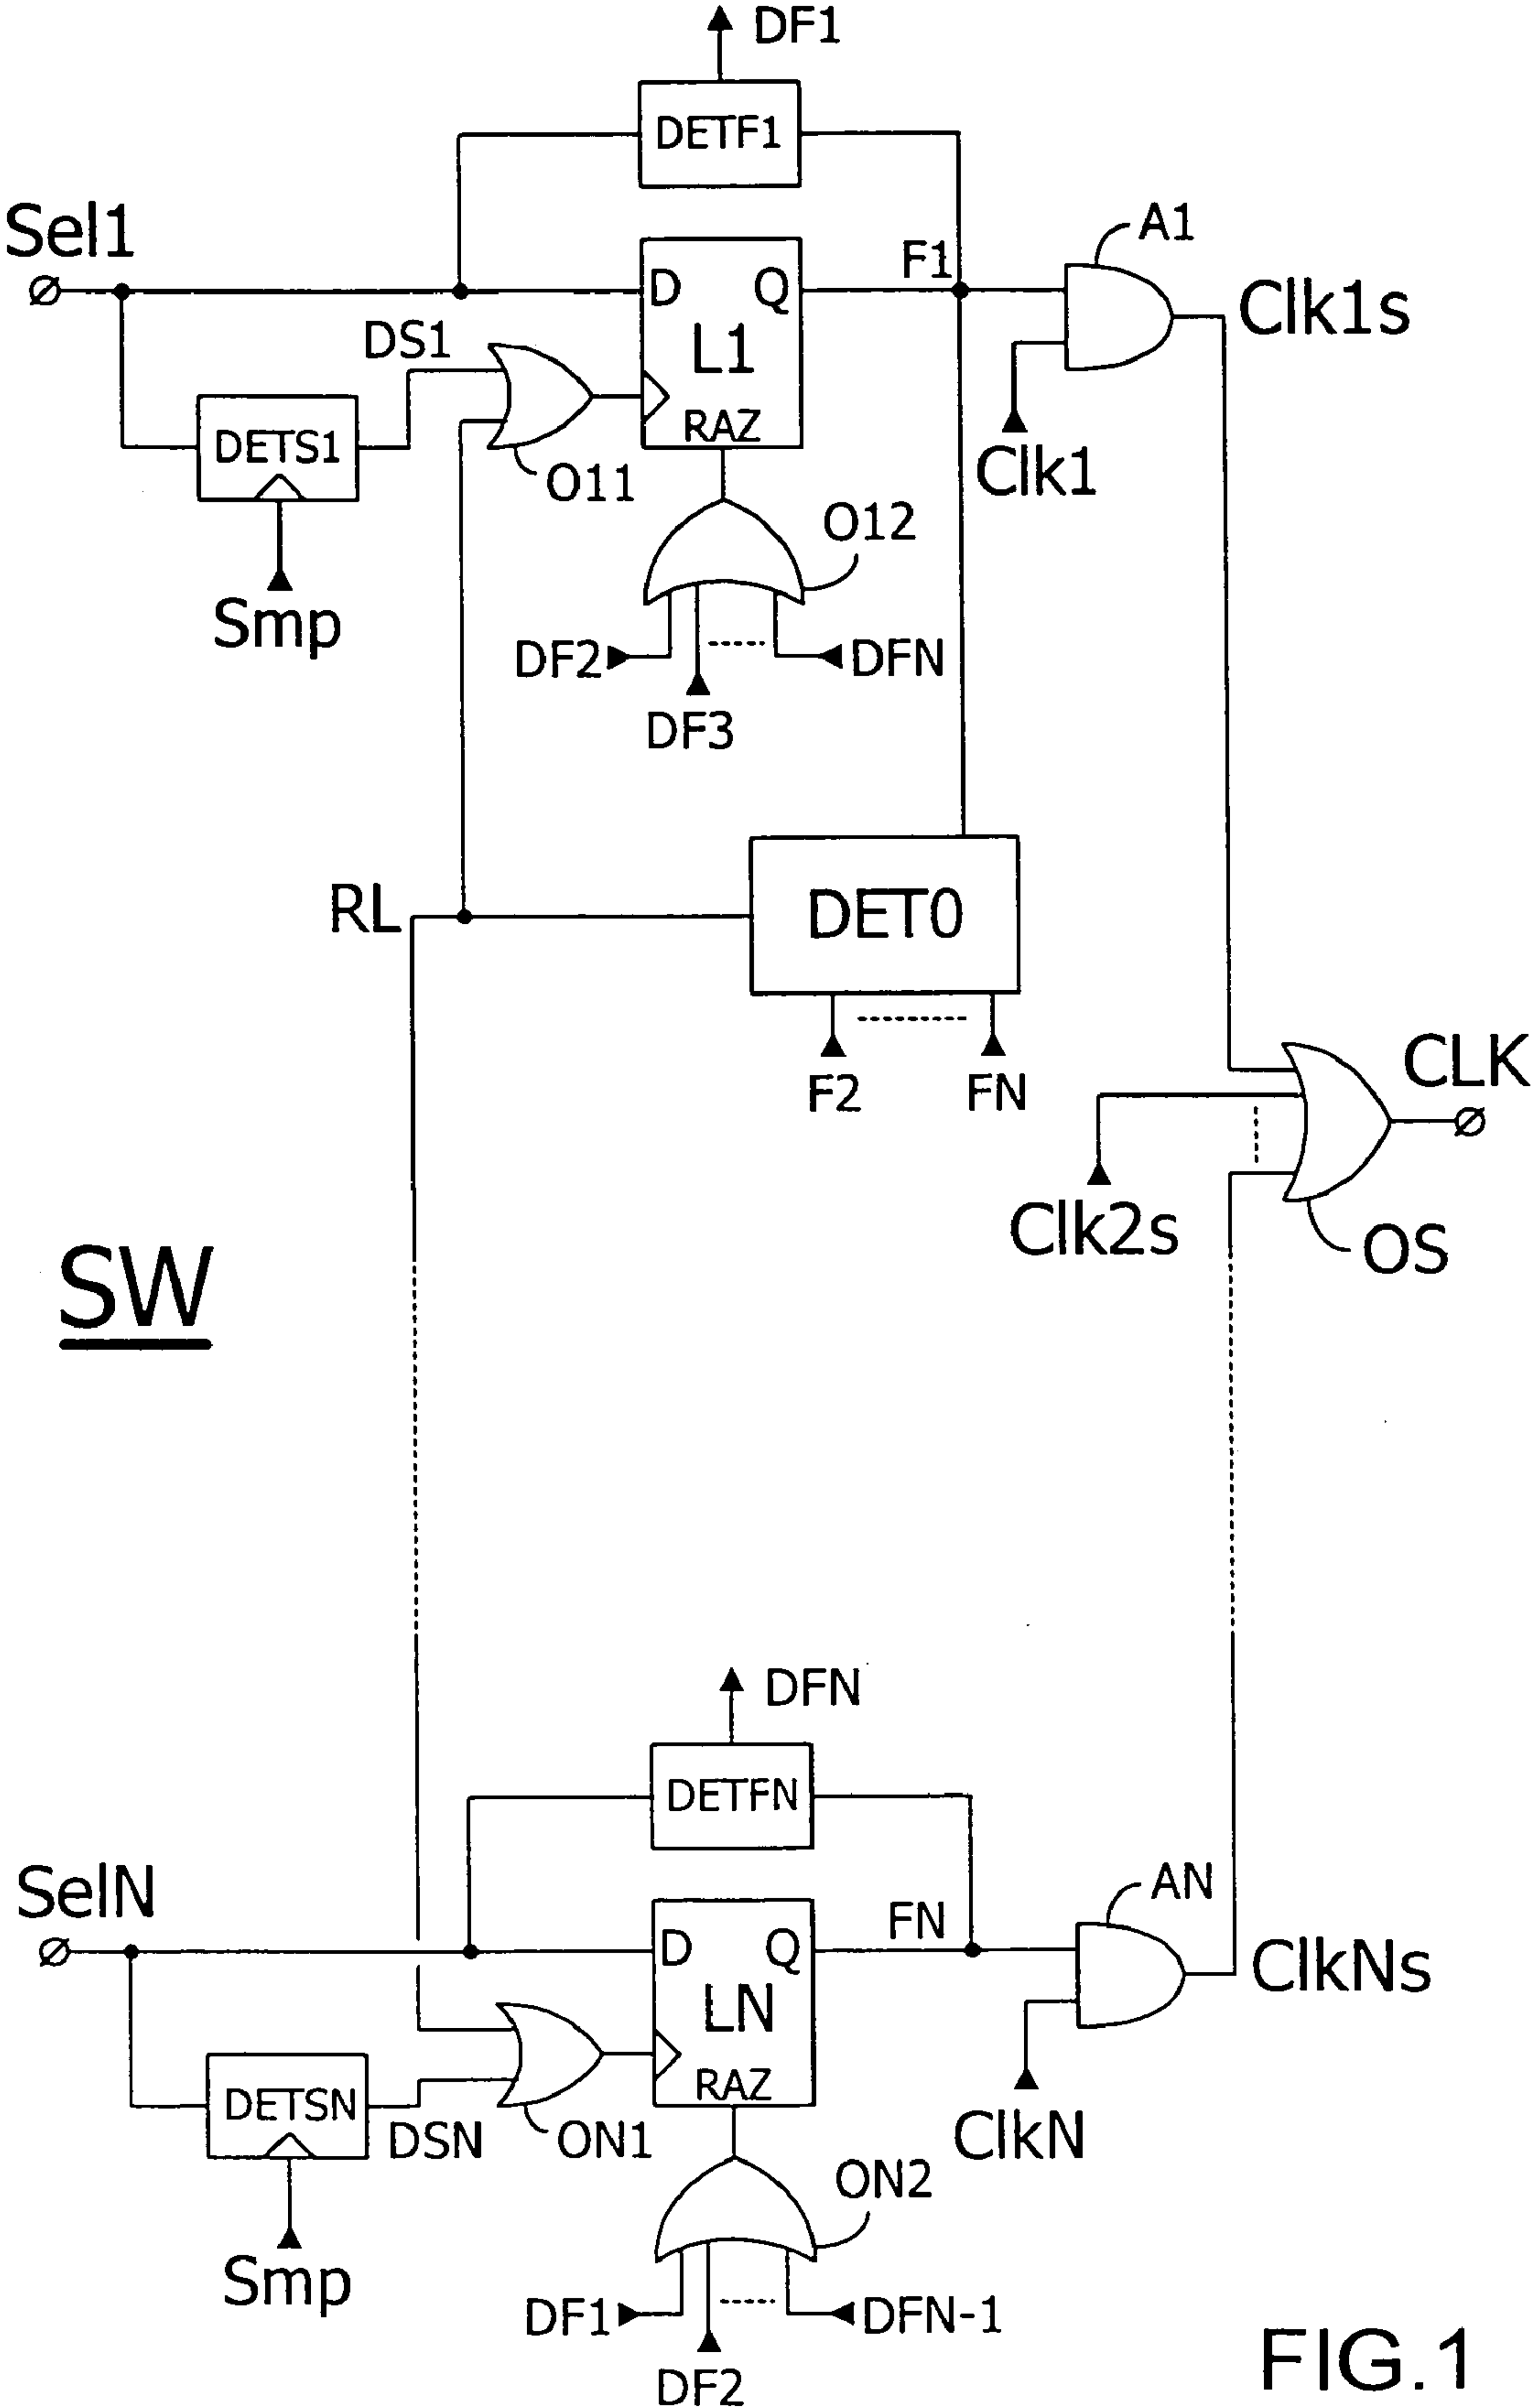 DF1
DETF1
Sel1
D
Q
F1
A1
Clk1s
DS1
L1
DETS1
RAZ
O11
Clk1
O12
Smp
DF2
DFN
DF3
RL
DET0
F2
FN
CLK
Clk2s
OS
SW
DFN
DETFN
SelN
D
Q
FN
AN
ClkNs
LN
DETSN
RAZ
DSN
ON1
ClkN
ON2
Smp
DF1
DFN-1
DF2
FIG.1